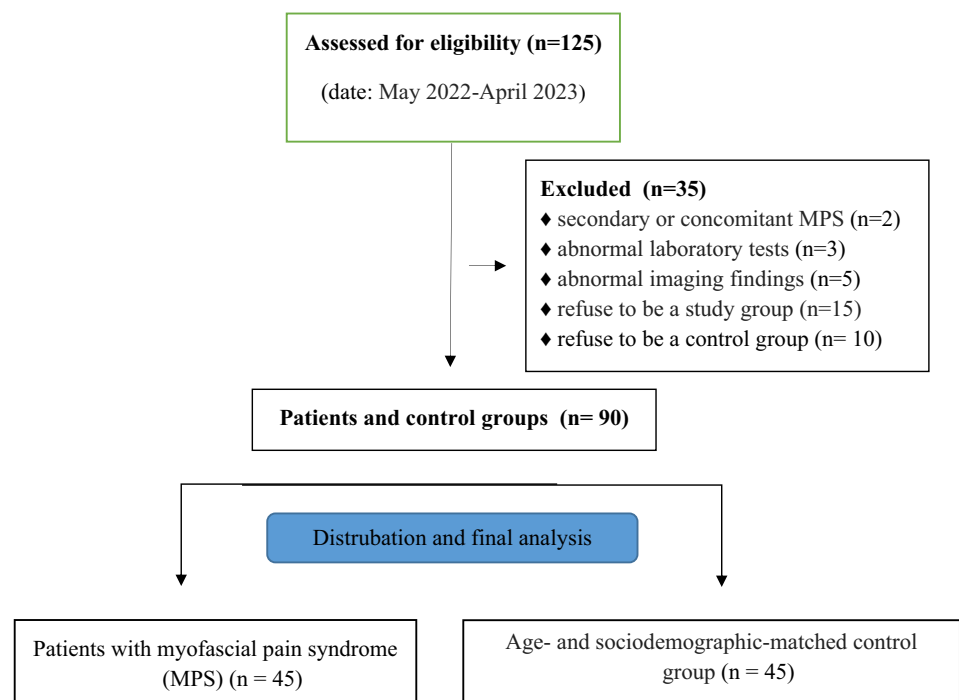 Assessed for eligibility (n=125)
(date: May 2022-April 2023)
Excluded (n=35)
♦ secondary or concomitant MPS (n=2)
♦ abnormal laboratory tests (n=3)
♦ abnormal imaging findings (n=5)
♦ refuse to be a study group (n=15)
♦ refuse to be a control group (n= 10)
Patients and control groups (n= 90)
Distrubation and final analysis
Patients with myofascial pain syndrome
(MPS) (n = 45)
Age- and sociodemographic-matched control
group (n = 45)